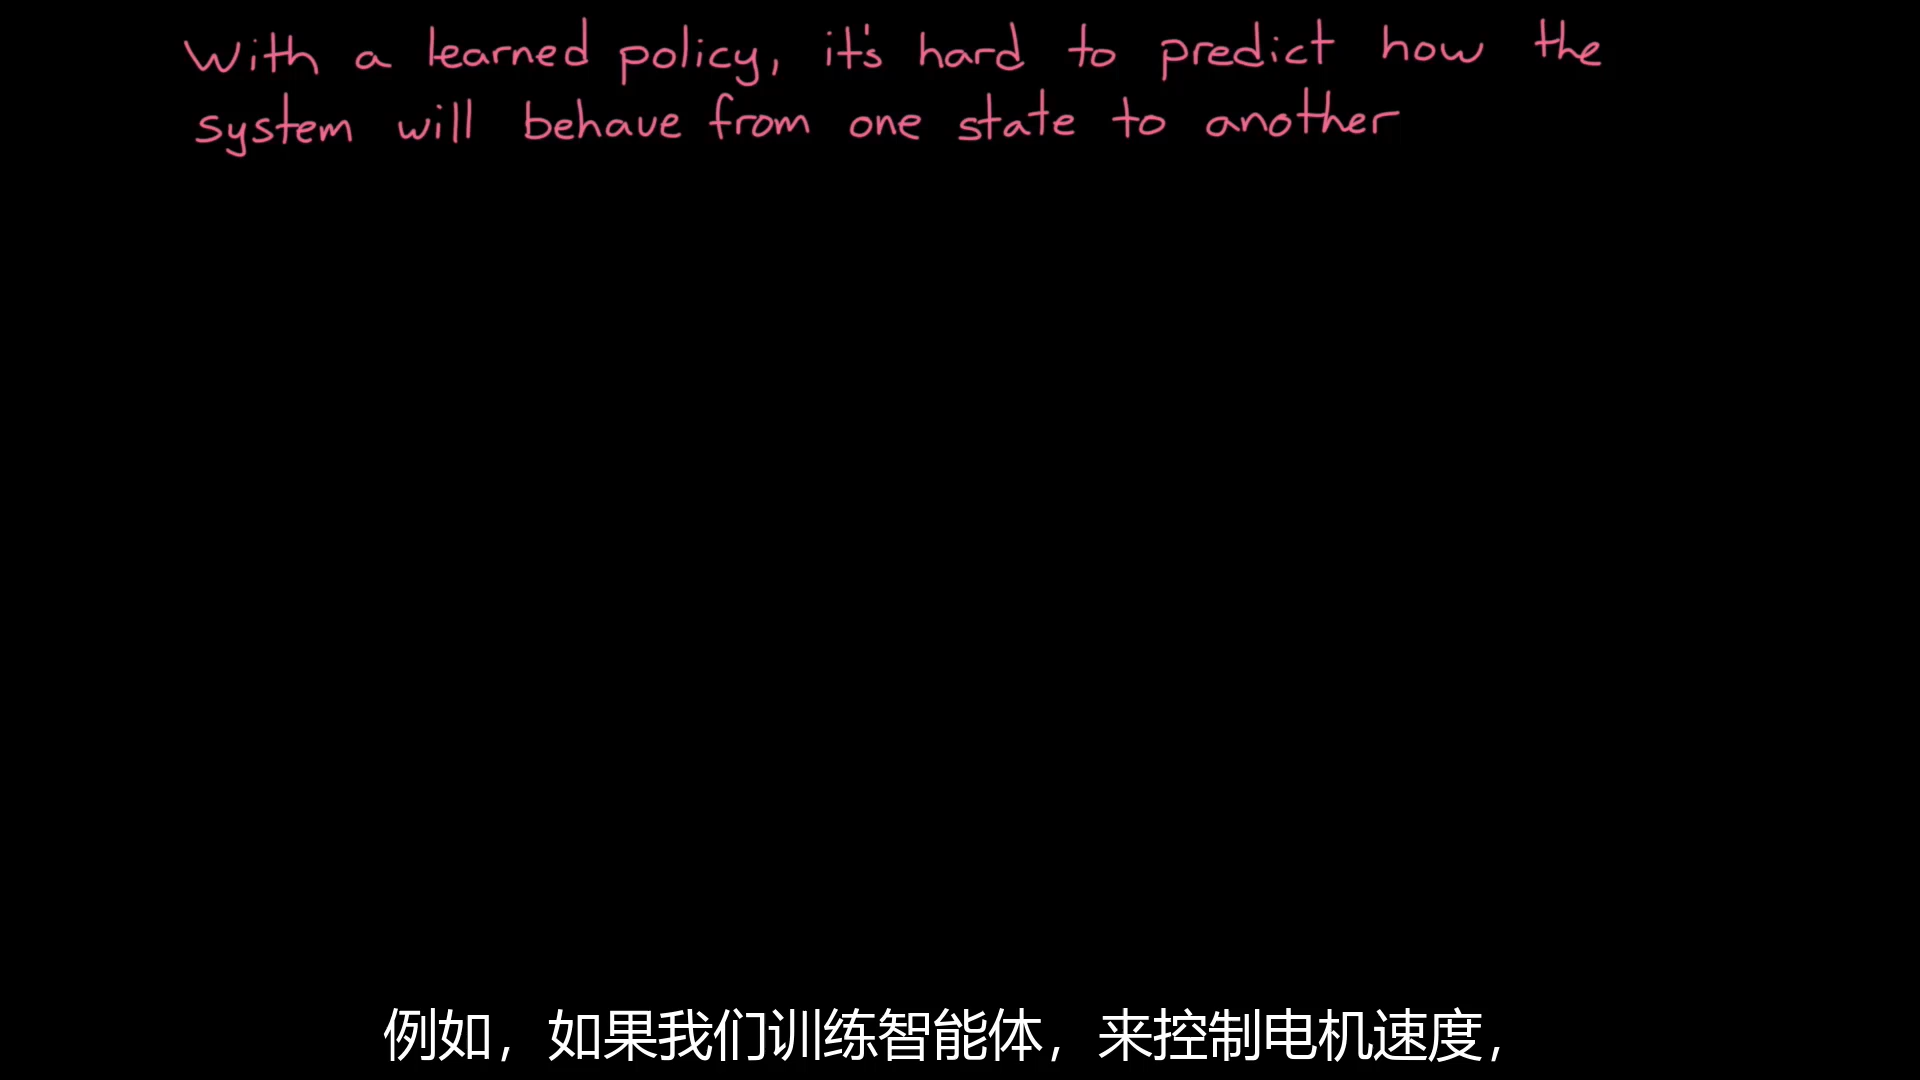 With a learned policy, it's hard to predict how the
system will behave from one state to another
例如，如果我们训练智能体，来控制电机速度，